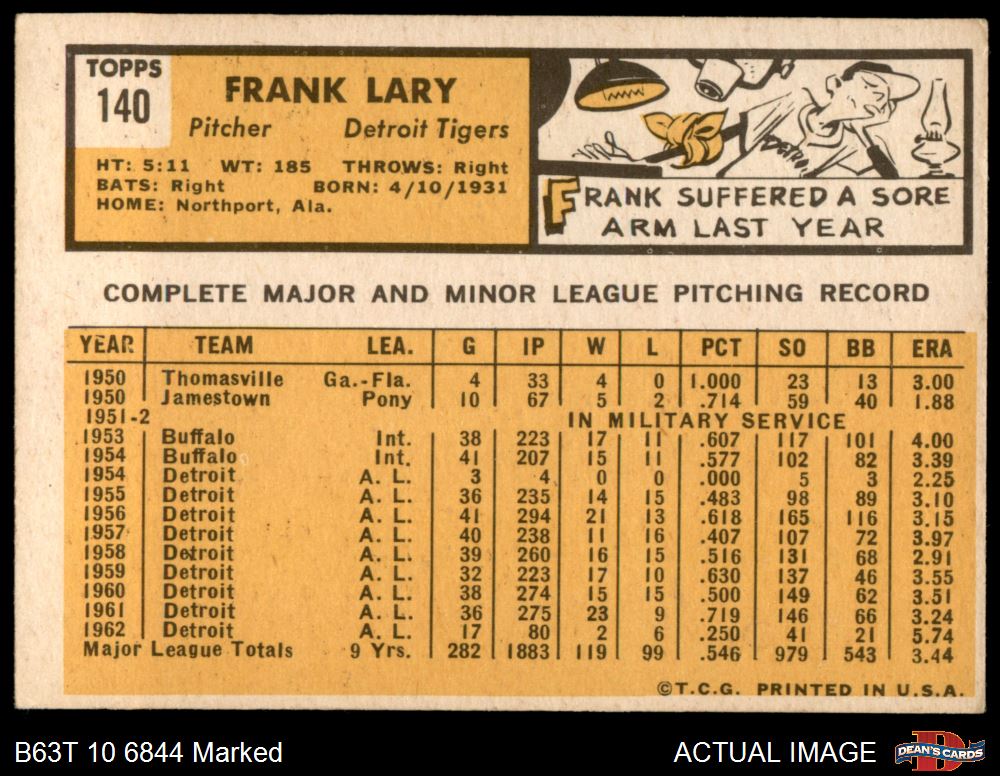 TOPPS
140
FRANK LARY
Pitcher Detroit Tigers
HT: 5:11 WT: 185 THROWS: Right
BATS: Right BORN: 4/10/1931
HOME: Northport, Ala.
DETROIT
FRANK SUFFERED A SORE
ARM LAST YEAR
COMPLETE MAJOR AND MINOR LEAGUE PITCHING RECORD
YEAR TEAM LEA. G IP W L PCT SO BB ERA
1950 Thomasville Ga.-Fla. 4 33 4 0 1.000 23 13 3.00
1950 Jamestown Pony 10 67 5 2 .714 59 40 1.88
1951-2 IN MILITARY SERVICE
1953 Buffalo Int. 38 223 17 11 .607 117 101 4.00
1954 Buffalo Int. 41 207 15 11 .577 102 82 3.39
1954 Detroit A. L. 3 4 0 0 .000 5 3 2.25
1955 Detroit A. L. 36 235 14 15 .483 98 89 3.10
1956 Detroit A. L. 41 294 21 13 .618 165 116 3.15
1957 Detroit A. L. 40 238 11 16 .407 107 72 3.97
1958 Detroit A. L. 39 260 16 15 .516 131 68 2.91
1959 Detroit A. L. 32 223 17 10 .630 137 46 3.55
1960 Detroit A. L. 38 274 15 15 .500 149 62 3.51
1961 Detroit A. L. 36 275 23 9 .719 146 66 3.24
1962 Detroit A. L. 17 80 2 6 .250 41 21 5.74
Major League Totals 9 Yrs. 282 1883 119 99 .546 979 543 3.44
©T.C.G. PRINTED IN U.S.A.
B63T 10 6844 Marked
ACTUAL IMAGE
DEAN'S CARDS